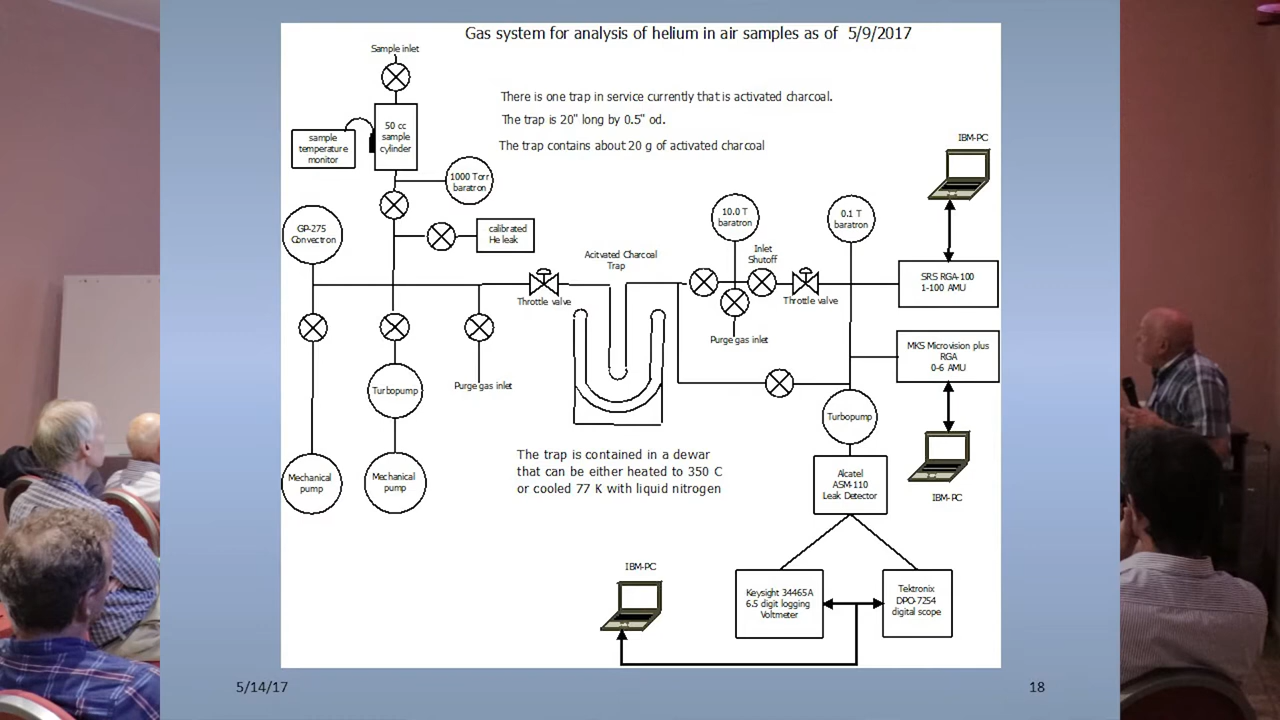 Gas system for analysis of helium in air samples as of 5/9/2017
Sample inlet
There is one trap in service currently that is activated charcoal.
The trap is 20" long by 0.5" od.
The trap contains about 20 g of activated charcoal
50 cc
sample
cylinder
sample
temperature
monitor
1000 Torr
baratron
GP-275
Convectron
calibrated
He leak
Throttle valve
Acitvated Charcoal
Trap
10.0 T
baratron
Inlet
Shutoff
0.1 T
baratron
Throttle valve
IBM-PC
SRS RGA-100
1-100 AMU
Purge gas inlet
MKS Microvision plus
RGA
0-6 AMU
Turbopump
Purge gas inlet
Turbopump
Mechanical
pump
Mechanical
pump
The trap is contained in a dewar
that can be either heated to 350 C
or cooled 77 K with liquid nitrogen
Alcatel
ASM-110
Leak Detector
IBM-PC
IBM-PC
Keysight 34465A
6.5 digit logging
Voltmeter
Tektronix
DPO-7254
digital scope
5/14/17
18